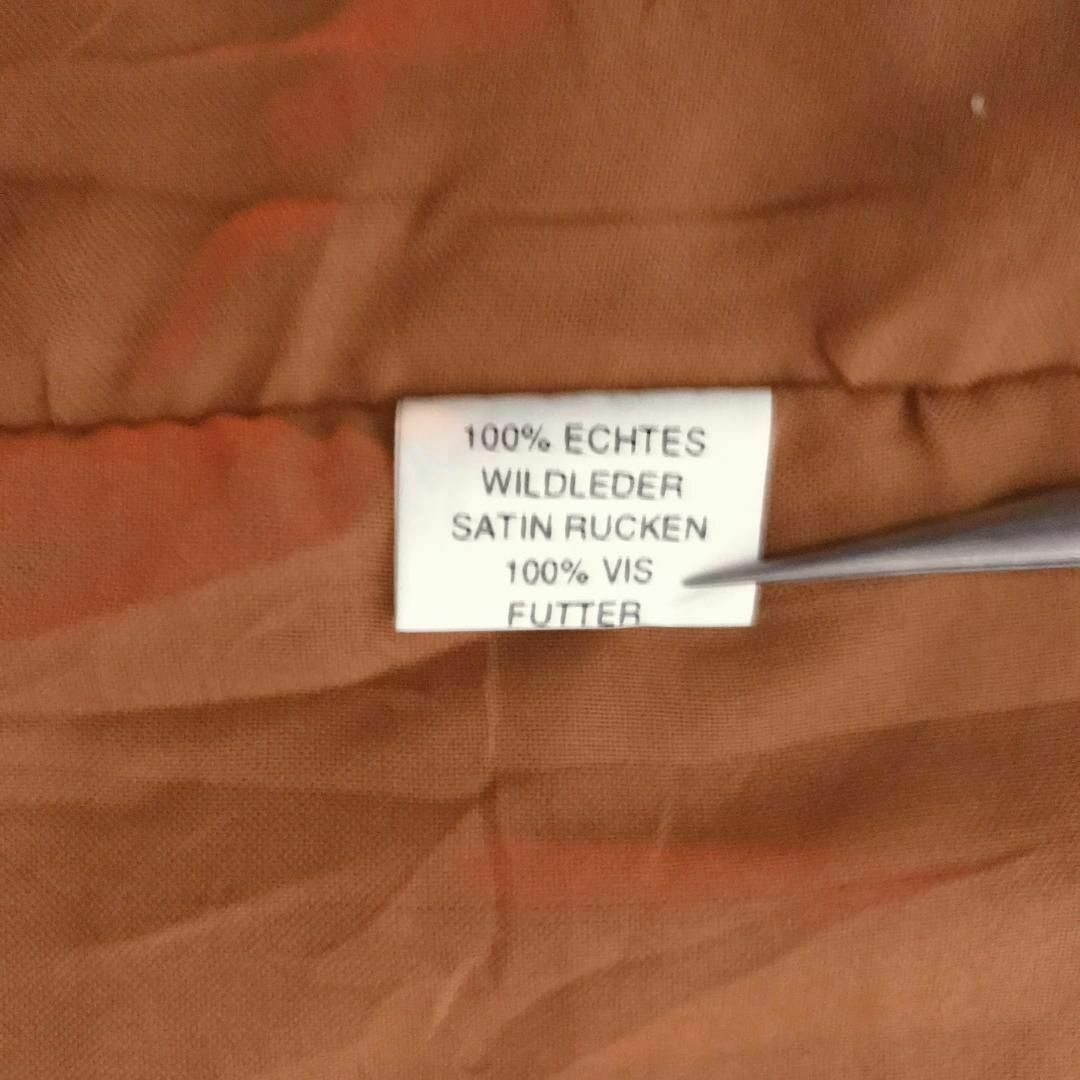 100% ECHTES
WILDLEDER
SATIN RUCKEN
100% VIS
FUTTER